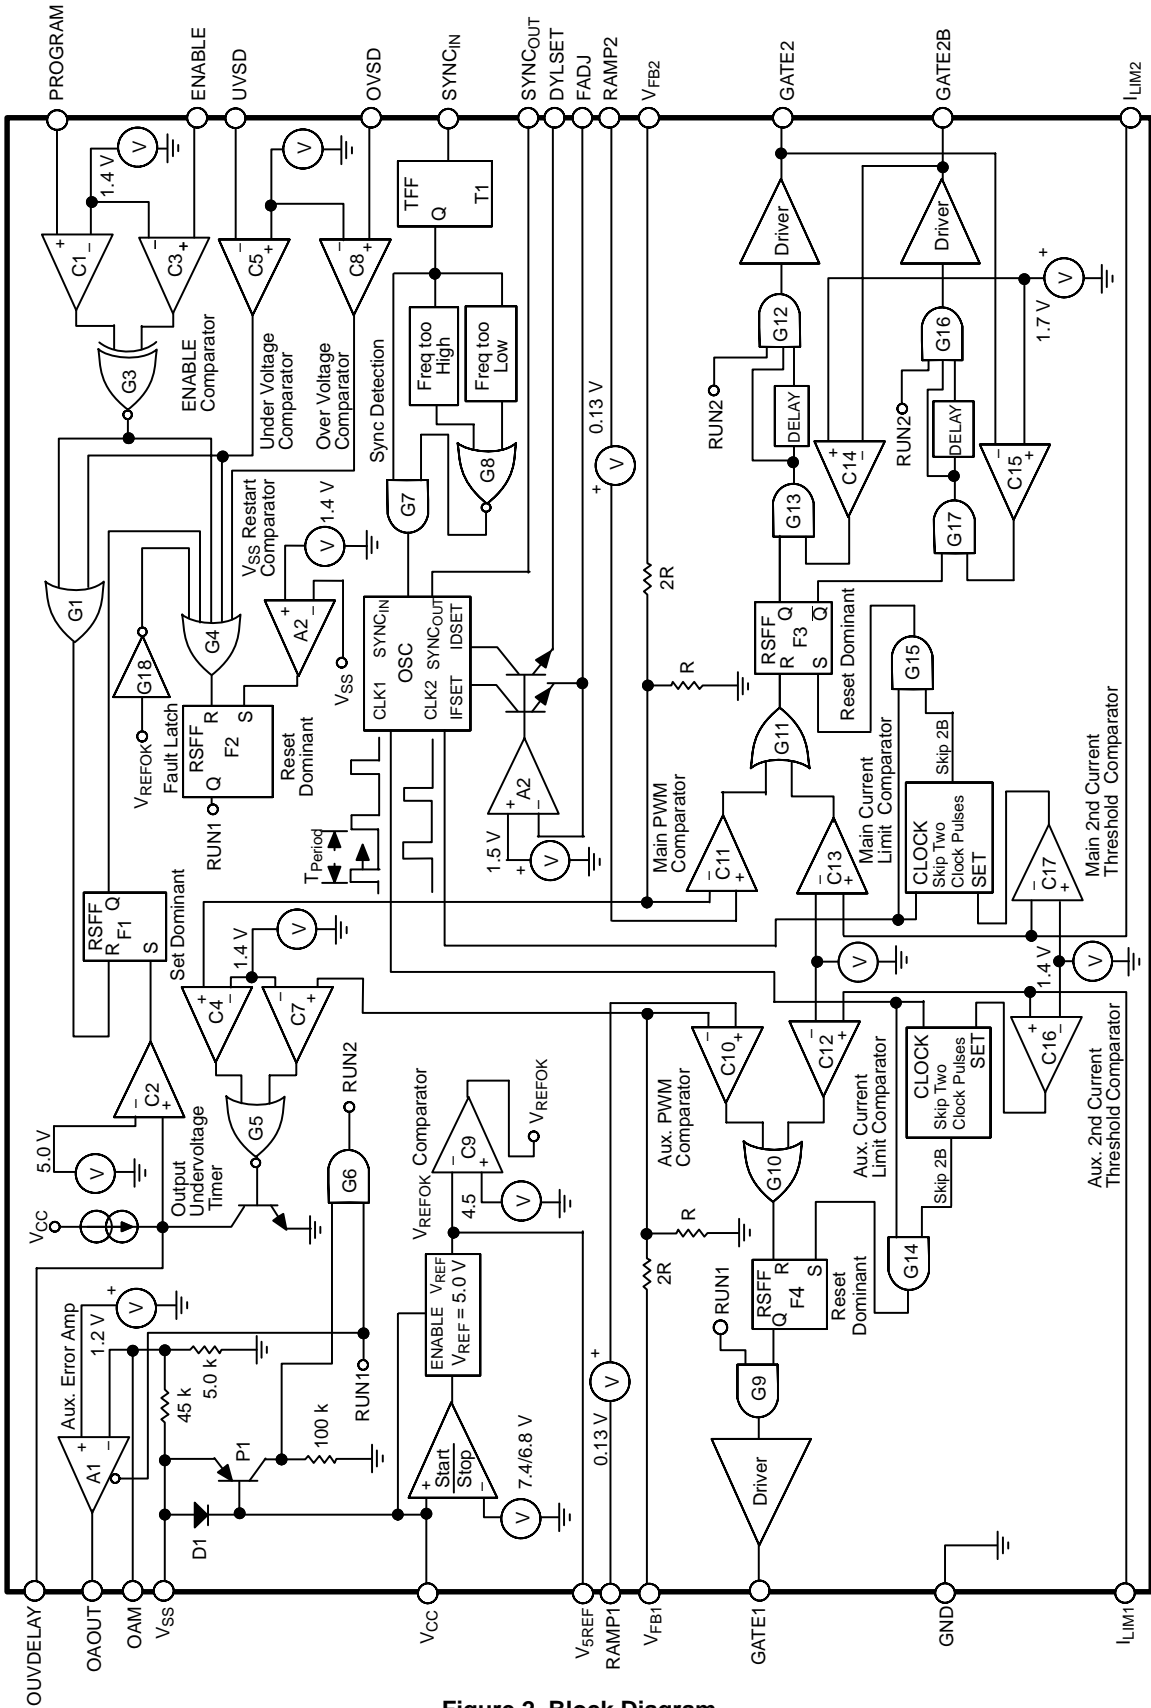 PROGRAM
ENABLE
UVSD
OVSD
SYNCIN
SYNCOUT
DYLSET
FADJ
RAMP2
VFB2
GATE2
GATE2B
ILIM2
1.4 V
V
+
C1
–
–
C3
+
G3
ENABLE
Comparator
V
–
C5
+
–
C8
+
Under Voltage
Comparator
Over Voltage
Comparator
TFF
Q
T1
Sync Detection
Freq too
High
Freq too
Low
G7
G8
0.13 V
+
V
2R
R
Driver
G12
RUN2
DELAY
G13
+
C14
–
Driver
G16
RUN2
DELAY
G17
–
C15
+
1.7 V
+
V
G1
G18
VREFOK
G4
VSS Restart
Comparator
1.4 V
V
+
A2
–
VSS
Fault Latch
RSFF
R
Q
F2
S
RUN1
Reset
Dominant
CLK1
SYNCIN
OSC
CLK2
SYNCOUT
IFSET
IDSET
TPeriod
+
A2
–
1.5 V
+
V
RSFF
Q
R
F3
S
Q
Reset Dominant
G11
G15
Skip 2B
Main PWM
Comparator
–
C11
+
–
C13
+
Main Current
Limit Comparator
CLOCK
Skip Two
Clock Pulses
SET
–
C17
+
Main 2nd Current
Threshold Comparator
RSFF
Q
R
F1
S
Set Dominant
1.4 V
V
+
C4
–
–
C7
+
–
C2
+
5.0 V
V
Output
Undervoltage
Timer
VCC
G5
RUN2
G6
V
1.4 V
V
Aux. PWM
Comparator
–
C10
+
–
C12
+
Aux. Current
Limit Comparator
CLOCK
Skip Two
Clock Pulses
SET
Skip 2B
+
C16
–
Aux. 2nd Current
Threshold Comparator
G10
G14
VREFOK Comparator
–
C9
+
VREFOK
4.5
V
ENABLE VREF
VREF = 5.0 V
Aux. Error Amp
+
A1
–
1.2 V
+
V
45 k
5.0 k
RUN1
P1
100 k
D1
+
Start
Stop
–
7.4/6.8 V
V
0.13 V
+
V
2R
R
RUN1
RSFF
R
Q
F4
S
Reset
Dominant
G9
Driver
OUVDELAY
OAOUT
OAM
VSS
VCC
V5REF
RAMP1
VFB1
GATE1
GND
ILIM1
Figure 2. Block Diagram